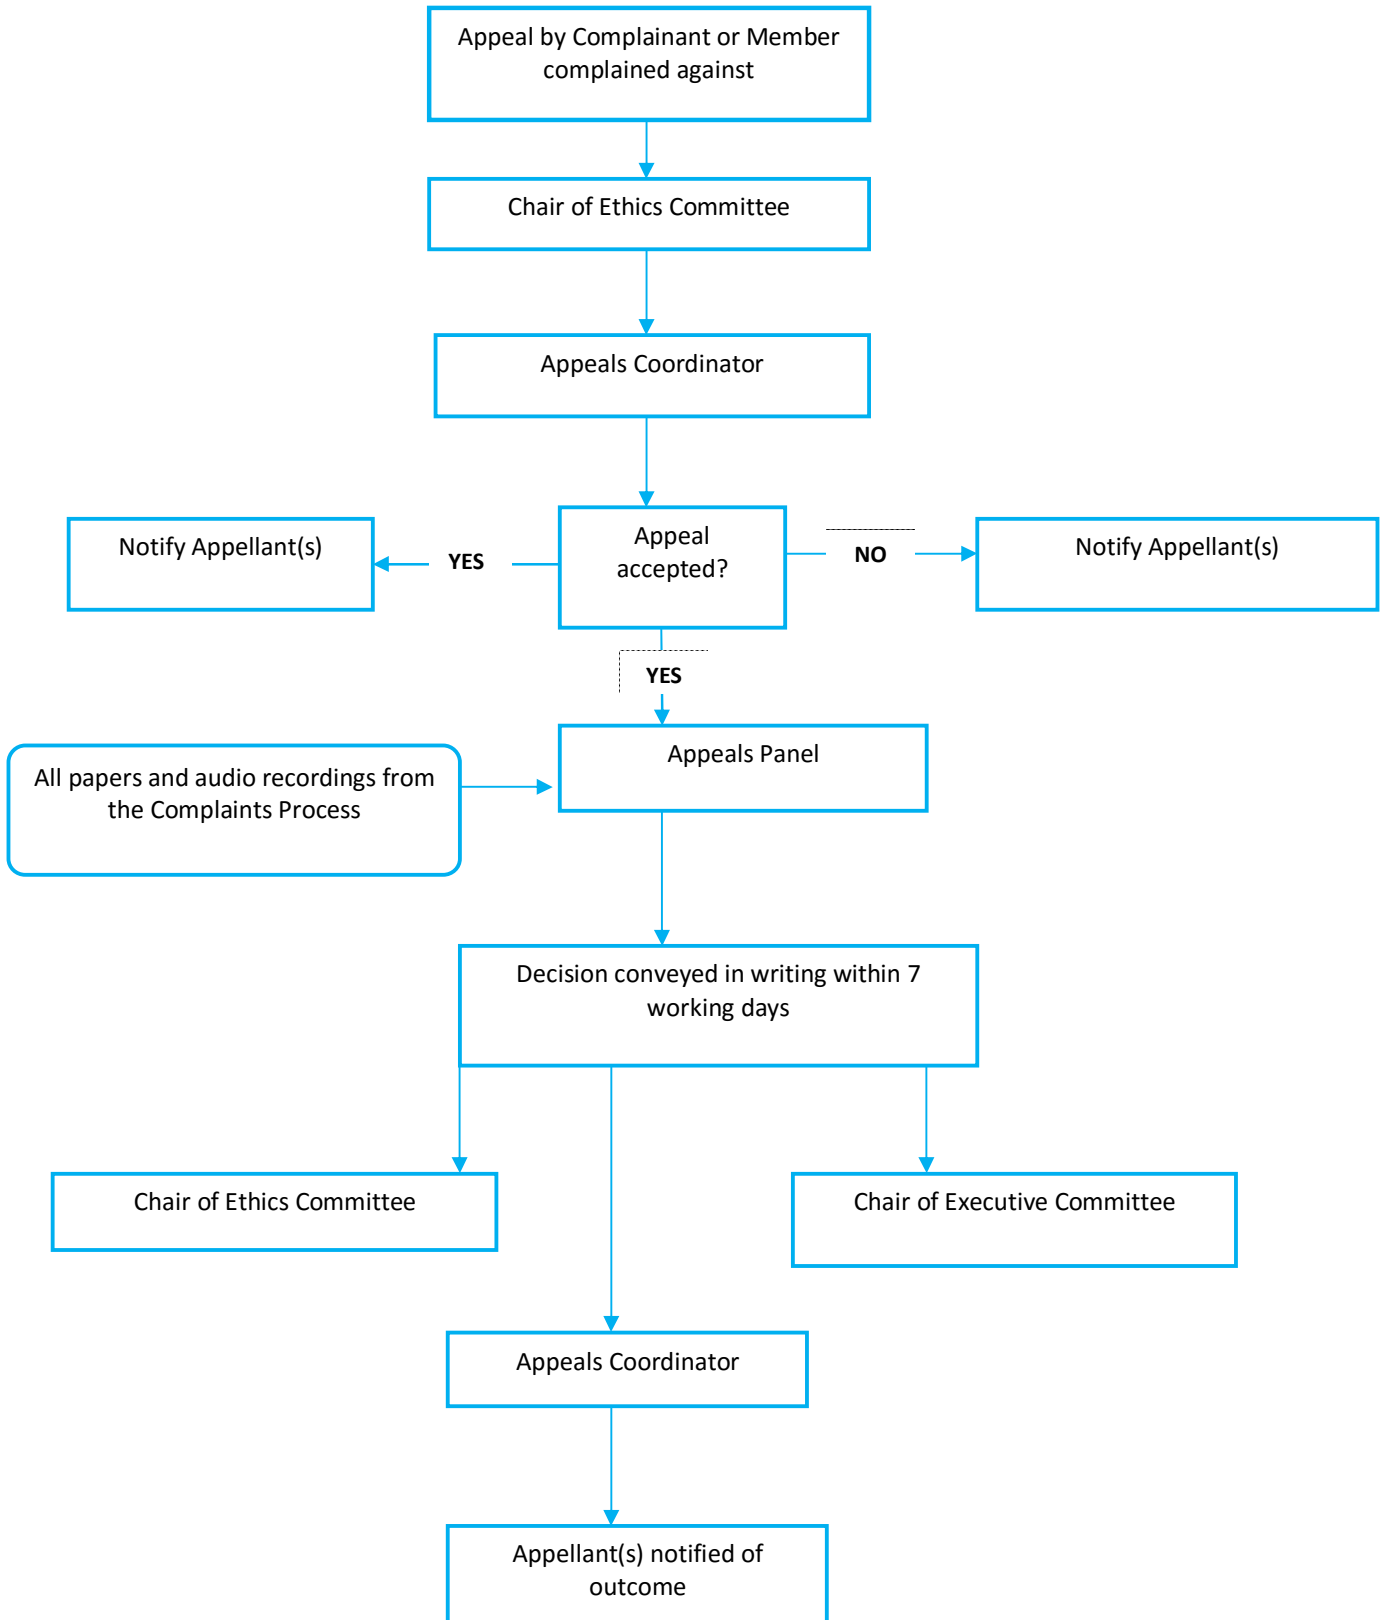 Appeal by Complainant or Member
complained against
Chair of Ethics Committee
Appeals Coordinator
Notify Appellant(s)
YES
Appeal
accepted?
NO
Notify Appellant(s)
YES
Appeals Panel
All papers and audio recordings from
the Complaints Process
Decision conveyed in writing within 7
working days
Chair of Ethics Committee
Chair of Executive Committee
Appeals Coordinator
Appellant(s) notified of
outcome